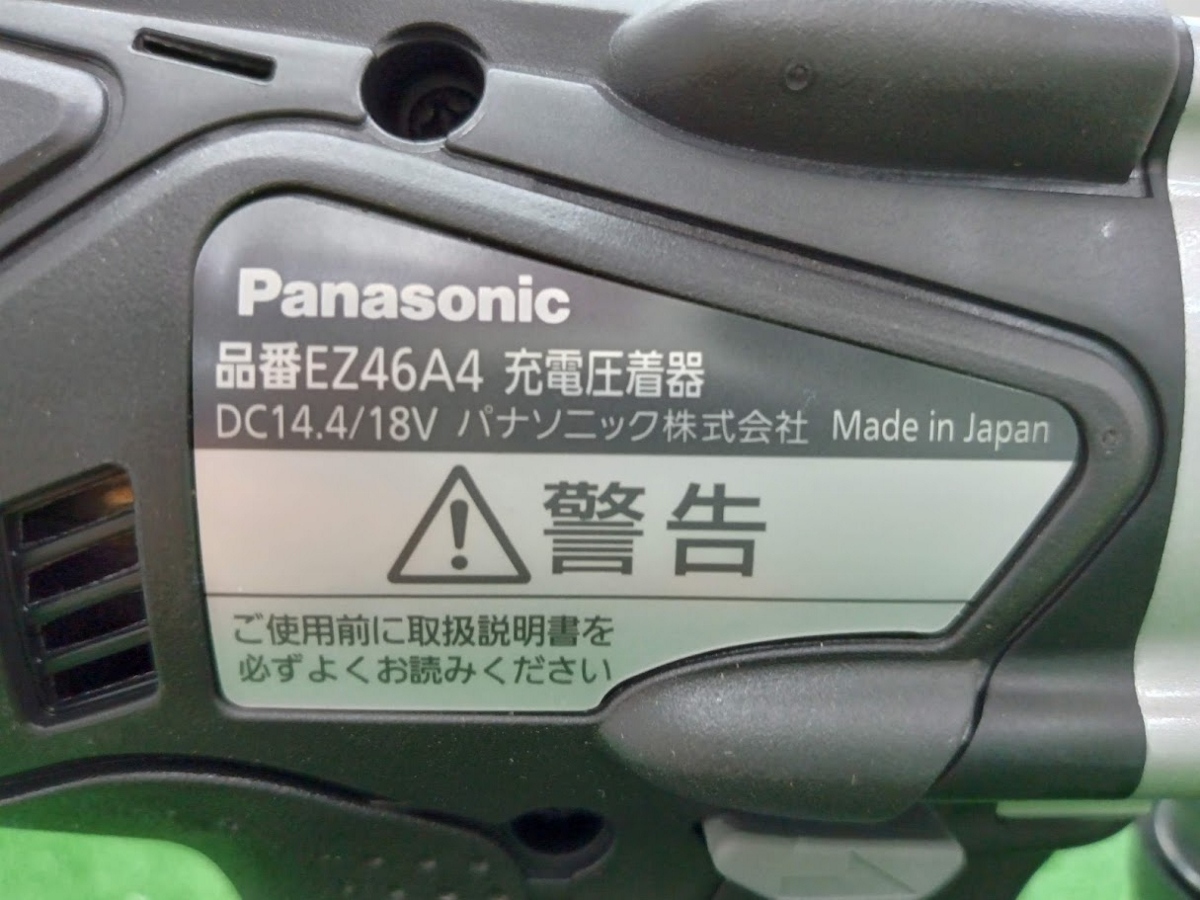 Panasonic
品番EZ46A4 充電圧着器
DC14.4/18V パナソニック株式会社 Made in Japan
警告
ご使用前に取扱説明書を
必ずよくお読みください